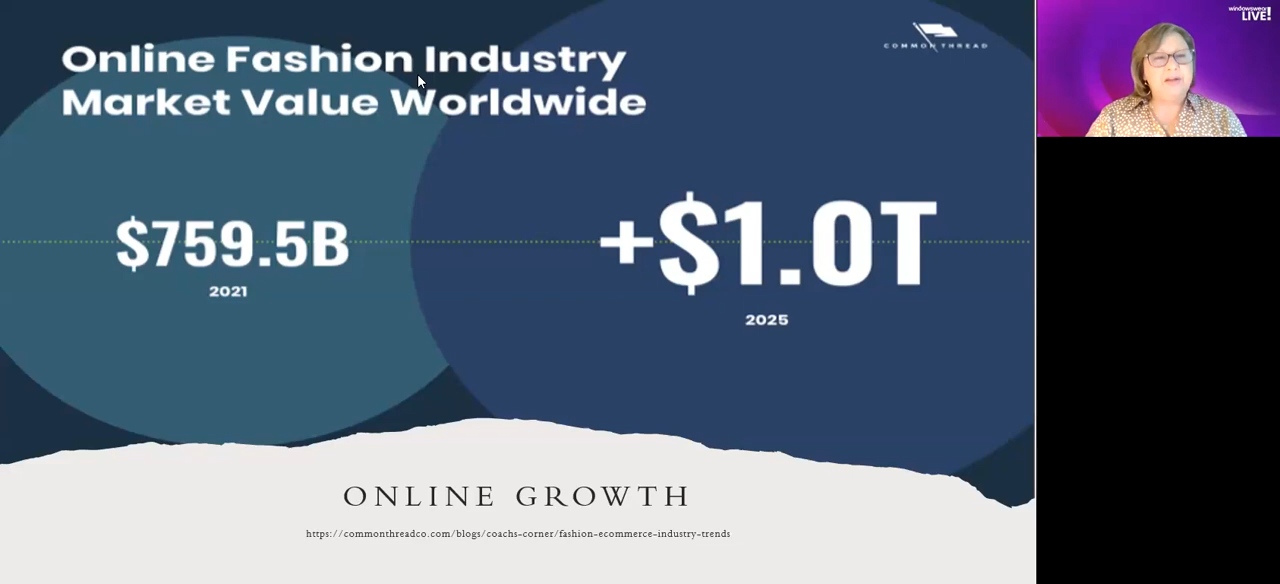 Online Fashion Industry
Market Value Worldwide
COMMON THREAD
$759.5B
2021
+$1.0T
2025
ONLINE GROWTH
https://commonthreadco.com/blogs/coachs-corner/fashion-ecommerce-industry-trends
windowswear
LIVE!